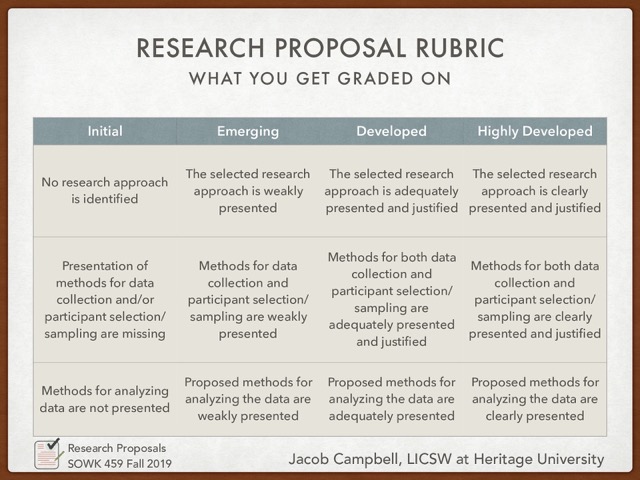 RESEARCH PROPOSAL RUBRIC
WHAT YOU GET GRADED ON
Initial
Emerging
Developed
Highly Developed
No research approach
is identified
The selected research
approach is weakly
presented
The selected research
approach is adequately
presented and justified
The selected research
approach is clearly
presented and justified
Presentation of
methods for data
collection and/or
participant selection/
sampling are missing
Methods for data
collection and
participant selection/
sampling are weakly
presented
Methods for both data
collection and
participant selection/
sampling are
adequately presented
and justified
Methods for both data
collection and
participant selection/
sampling are clearly
presented and justified
Methods for analyzing
data are not presented
Proposed methods for
analyzing the data are
weakly presented
Proposed methods for
analyzing the data are
adequately presented
Proposed methods for
analyzing the data are
clearly presented
Research Proposals
SOWK 459 Fall 2019
Jacob Campbell, LICSW at Heritage University